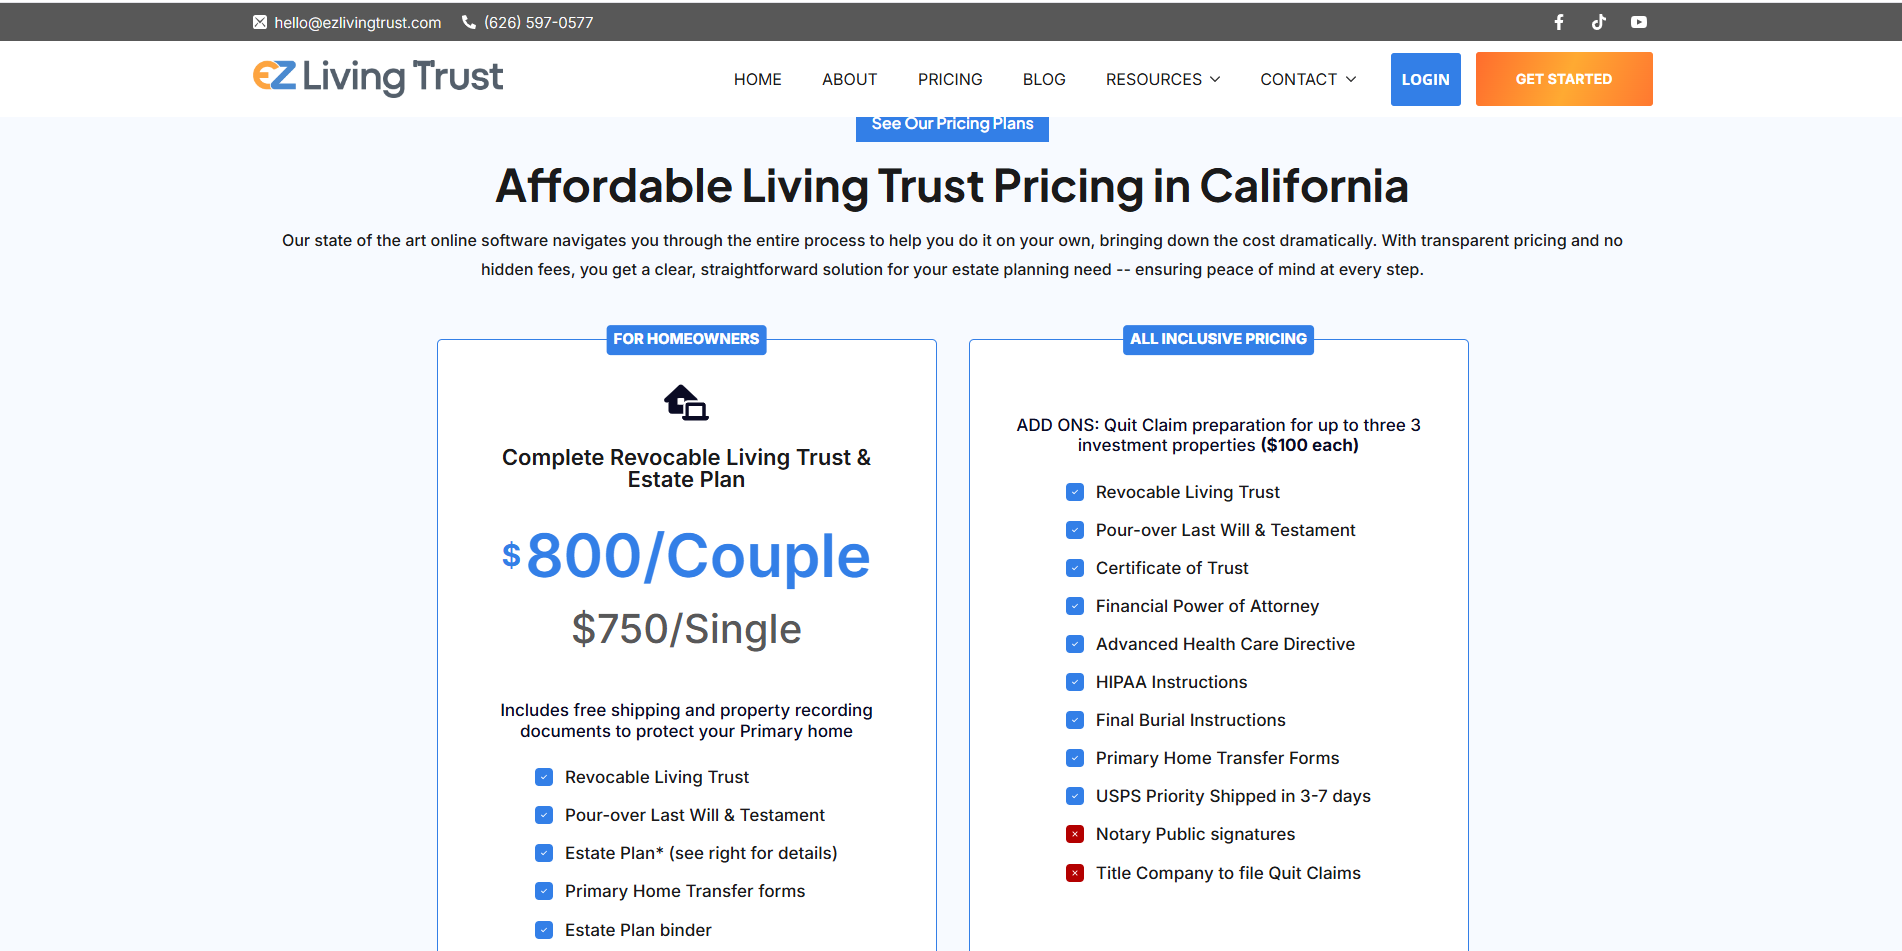 hello@ezlivingtrust.com (626) 597-0577
EZ Living Trust
HOME ABOUT PRICING BLOG RESOURCES CONTACT LOGIN GET STARTED
See Our Pricing Plans
Affordable Living Trust Pricing in California
Our state of the art online software navigates you through the entire process to help you do it on your own, bringing down the cost dramatically. With transparent pricing and no
hidden fees, you get a clear, straightforward solution for your estate planning need -- ensuring peace of mind at every step.
FOR HOMEOWNERS
Complete Revocable Living Trust &
Estate Plan
$800/Couple
$750/Single
Includes free shipping and property recording
documents to protect your Primary home
Revocable Living Trust
Pour-over Last Will & Testament
Estate Plan* (see right for details)
Primary Home Transfer forms
Estate Plan binder
ALL INCLUSIVE PRICING
ADD ONS: Quit Claim preparation for up to three 3
investment properties ($100 each)
Revocable Living Trust
Pour-over Last Will & Testament
Certificate of Trust
Financial Power of Attorney
Advanced Health Care Directive
HIPAA Instructions
Final Burial Instructions
Primary Home Transfer Forms
USPS Priority Shipped in 3-7 days
Notary Public signatures
Title Company to file Quit Claims